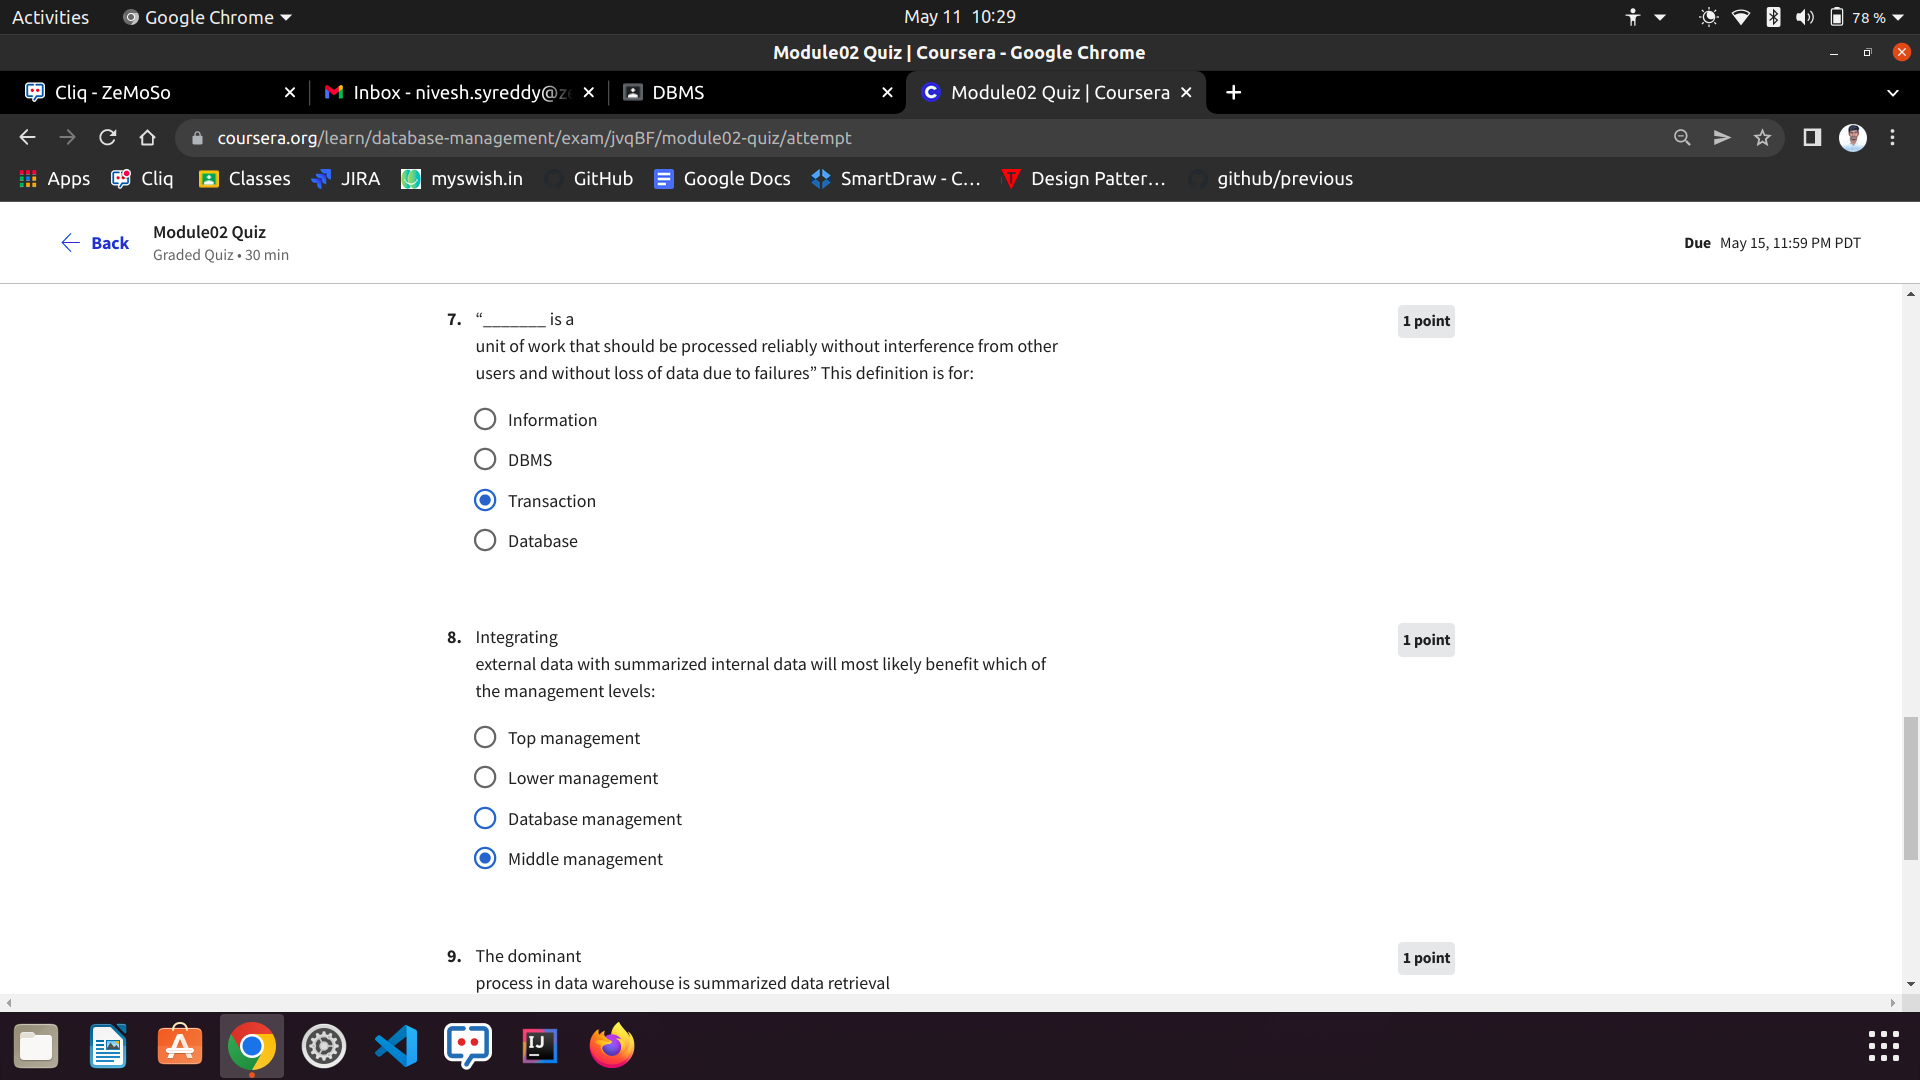 Activities Google Chrome May 11 10:29 78 %
Module02 Quiz | Coursera - Google Chrome
Cliq - ZeMoSo Inbox - nivesh.syreddy@ze DBMS Module02 Quiz | Coursera
coursera.org/learn/database-management/exam/jvqBF/module02-quiz/attempt
Apps Cliq Classes JIRA myswish.in GitHub Google Docs SmartDraw - C... Design Patter... github/previous
Back
Module02 Quiz
Graded Quiz • 30 min
Due May 15, 11:59 PM PDT
7. “_______ is a
1 point
unit of work that should be processed reliably without interference from other
users and without loss of data due to failures” This definition is for:
Information
DBMS
Transaction
Database
8. Integrating
1 point
external data with summarized internal data will most likely benefit which of
the management levels:
Top management
Lower management
Database management
Middle management
9. The dominant
1 point
process in data warehouse is summarized data retrieval
IJ